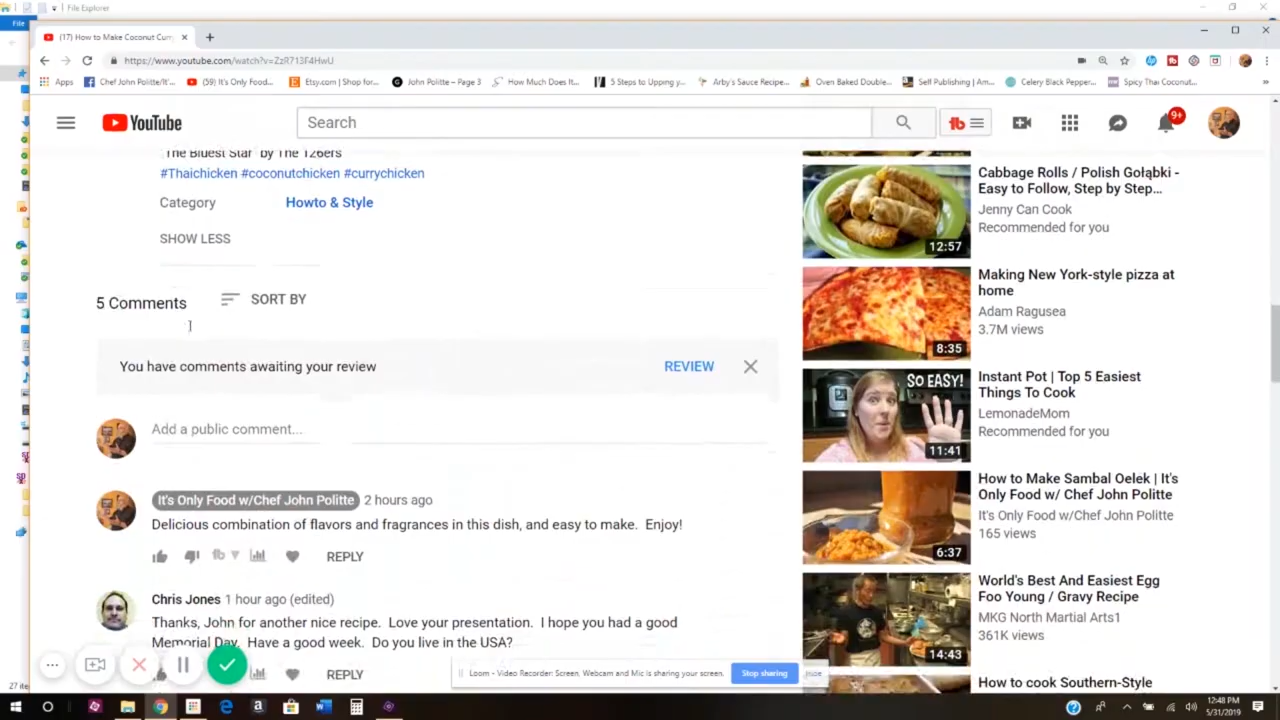 File Explorer
File
(17) How to Make Coconut Curr
https://www.youtube.com/watch?v=ZzR713F4HwU
Apps
Chef John Politte/It'...
(59) It's Only Food...
Etsy.com | Shop for...
John Politte – Page 3
How Much Does It...
5 Steps to Upping y...
Arby's Sauce Recipe...
Oven Baked Double...
Self Publishing | Am...
Celery Black Pepper...
Spicy Thai Coconut...
YouTube
Search
tb
9+
'The Bluest Star' by The 126ers
#Thaichicken #coconutchicken #currychicken
Category
Howto & Style
SHOW LESS
5 Comments
SORT BY
You have comments awaiting your review
REVIEW
Add a public comment...
It's Only Food w/Chef John Politte
2 hours ago
Delicious combination of flavors and fragrances in this dish, and easy to make. Enjoy!
REPLY
Chris Jones 1 hour ago (edited)
Thanks, John for another nice recipe. Love your presentation. I hope you had a good
Memorial Day. Have a good week. Do you live in the USA?
REPLY
Cabbage Rolls / Polish Gołąbki -
Easy to Follow, Step by Step...
Jenny Can Cook
Recommended for you
12:57
Making New York-style pizza at
home
Adam Ragusea
3.7M views
8:35
SO EASY!
Instant Pot | Top 5 Easiest
Things To Cook
LemonadeMom
Recommended for you
11:41
How to Make Sambal Oelek | It's
Only Food w/ Chef John Politte
It's Only Food w/Chef John Politte
165 views
6:37
World's Best And Easiest Egg
Foo Young / Gravy Recipe
MKG North Martial Arts1
361K views
14:43
How to cook Southern-Style
Loom - Video Recorder: Screen, Webcam and Mic is sharing your screen.
Stop sharing
Hide
27 ite
12:48 PM
5/31/2019